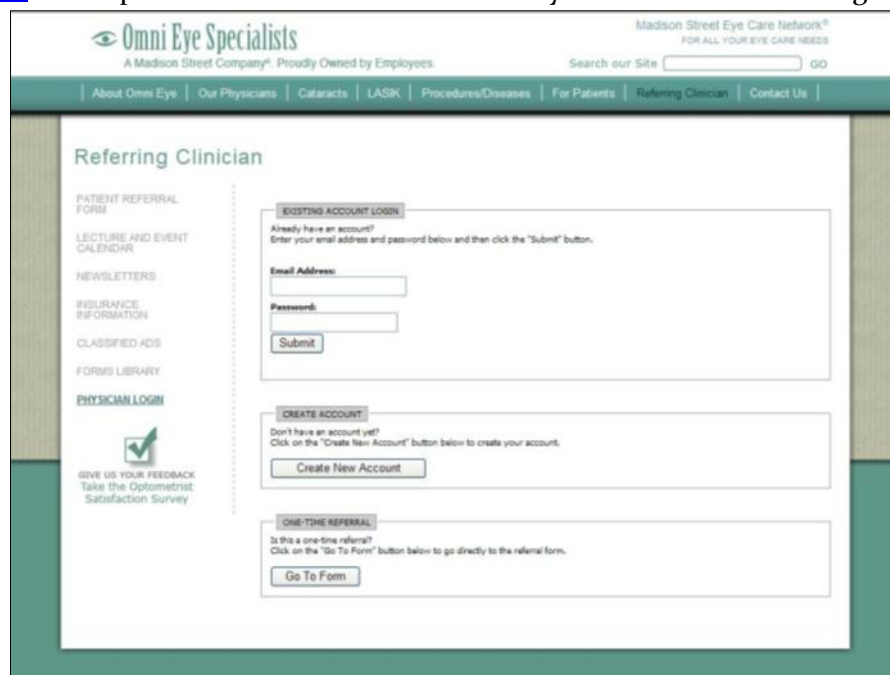 Omni Eye Specialists
A Madison Street Company®. Proudly Owned by Employees.
Madison Street Eye Care Network®
FOR ALL YOUR EYE CARE NEEDS
Search our Site GO
About Omni Eye | Our Physicians | Cataracts | LASIK | Procedures/Diseases | For Patients | Referring Clinician | Contact Us
Referring Clinician
PATIENT REFERRAL
FORM
LECTURE AND EVENT
CALENDAR
NEWSLETTERS
INSURANCE
INFORMATION
CLASSIFIED ADS
FORMS LIBRARY
PHYSICIAN LOGIN
GIVE US YOUR FEEDBACK
Take the Optometrist
Satisfaction Survey
EXISTING ACCOUNT LOGIN
Already have an account?
Enter your email address and password below and then click the "Submit" button.
Email Address:
Password:
Submit
CREATE ACCOUNT
Don't have an account yet?
Click on the "Create New Account" button below to create your account.
Create New Account
ONE-TIME REFERRAL
Is this a one-time referral?
Click on the "Go To Form" button below to go directly to the referral form.
Go To Form